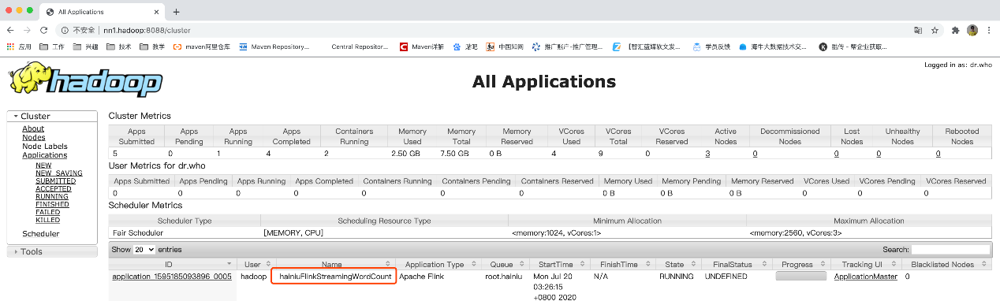 All Applications
不安全 | nn1.hadoop:8088/cluster
应用 工作 兴趣 技术 教学 maven阿里仓库 Maven Repository... Central Repository... Maven详解 贴吧 中国知网 推广账户-推广管理... 【智汇蓝媒软文发... 学员反馈 海牛大数据技术交... 酷传 - 帮企业获取...
Logged in as: dr.who
hadoop
All Applications
Cluster
About
Nodes
Node Labels
Applications
NEW
NEW_SAVING
SUBMITTED
ACCEPTED
RUNNING
FINISHED
FAILED
KILLED
Scheduler
Tools
Cluster Metrics
Apps Submitted Apps Pending Apps Running Apps Completed Containers Running Memory Used Memory Total Memory Reserved VCores Used VCores Total VCores Reserved Active Nodes Decommissioned Nodes Lost Nodes Unhealthy Nodes Rebooted Nodes
5 0 1 4 2 2.50 GB 7.50 GB 0 B 4 9 0 3 0 0 0 0
User Metrics for dr.who
Apps Submitted Apps Pending Apps Running Apps Completed Containers Running Containers Pending Containers Reserved Memory Used Memory Pending Memory Reserved VCores Used VCores Pending VCores Reserved
0 0 0 0 0 0 0 0 B 0 B 0 B 0 0 0
Scheduler Metrics
Scheduler Type Scheduling Resource Type Minimum Allocation Maximum Allocation
Fair Scheduler [MEMORY, CPU] <memory:1024, vCores:1> <memory:2560, vCores:3>
Show 20 entries Search:
ID User Name Application Type Queue StartTime FinishTime State FinalStatus Progress Tracking UI Blacklisted Nodes
application_1595185093896_0005 hadoop hainiuFlinkStreamingWordCount Apache Flink root.hainiu Mon Jul 20 N/A RUNNING UNDEFINED ApplicationMaster 0
03:26:15
+0800 2020